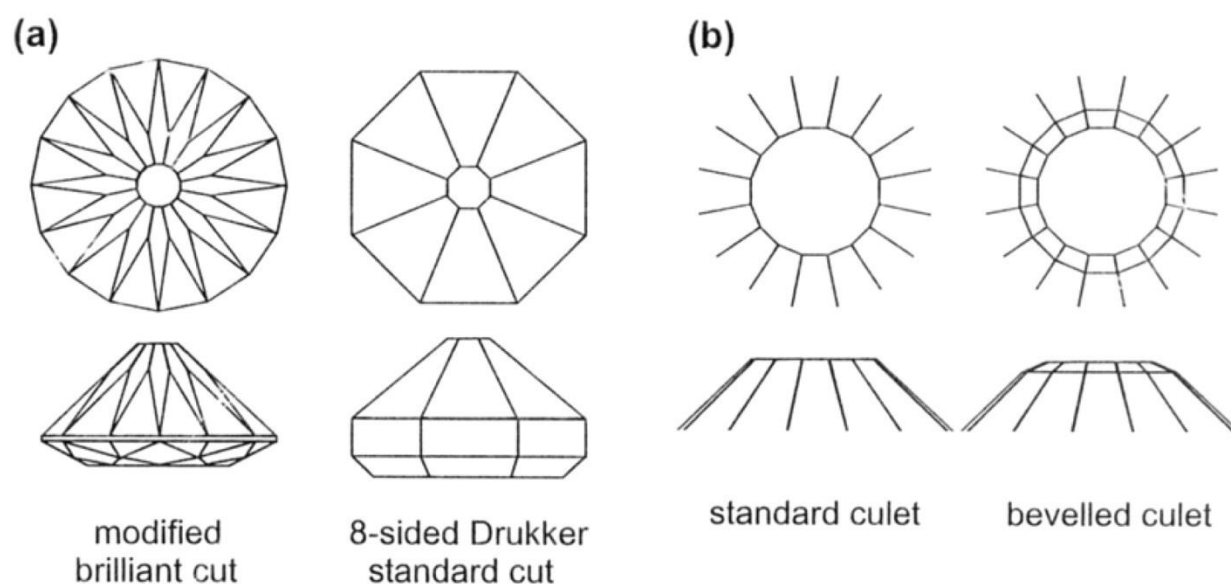 (a)
(b)
modified
brilliant cut
8-sided Drukker
standard cut
standard culet
bevelled culet